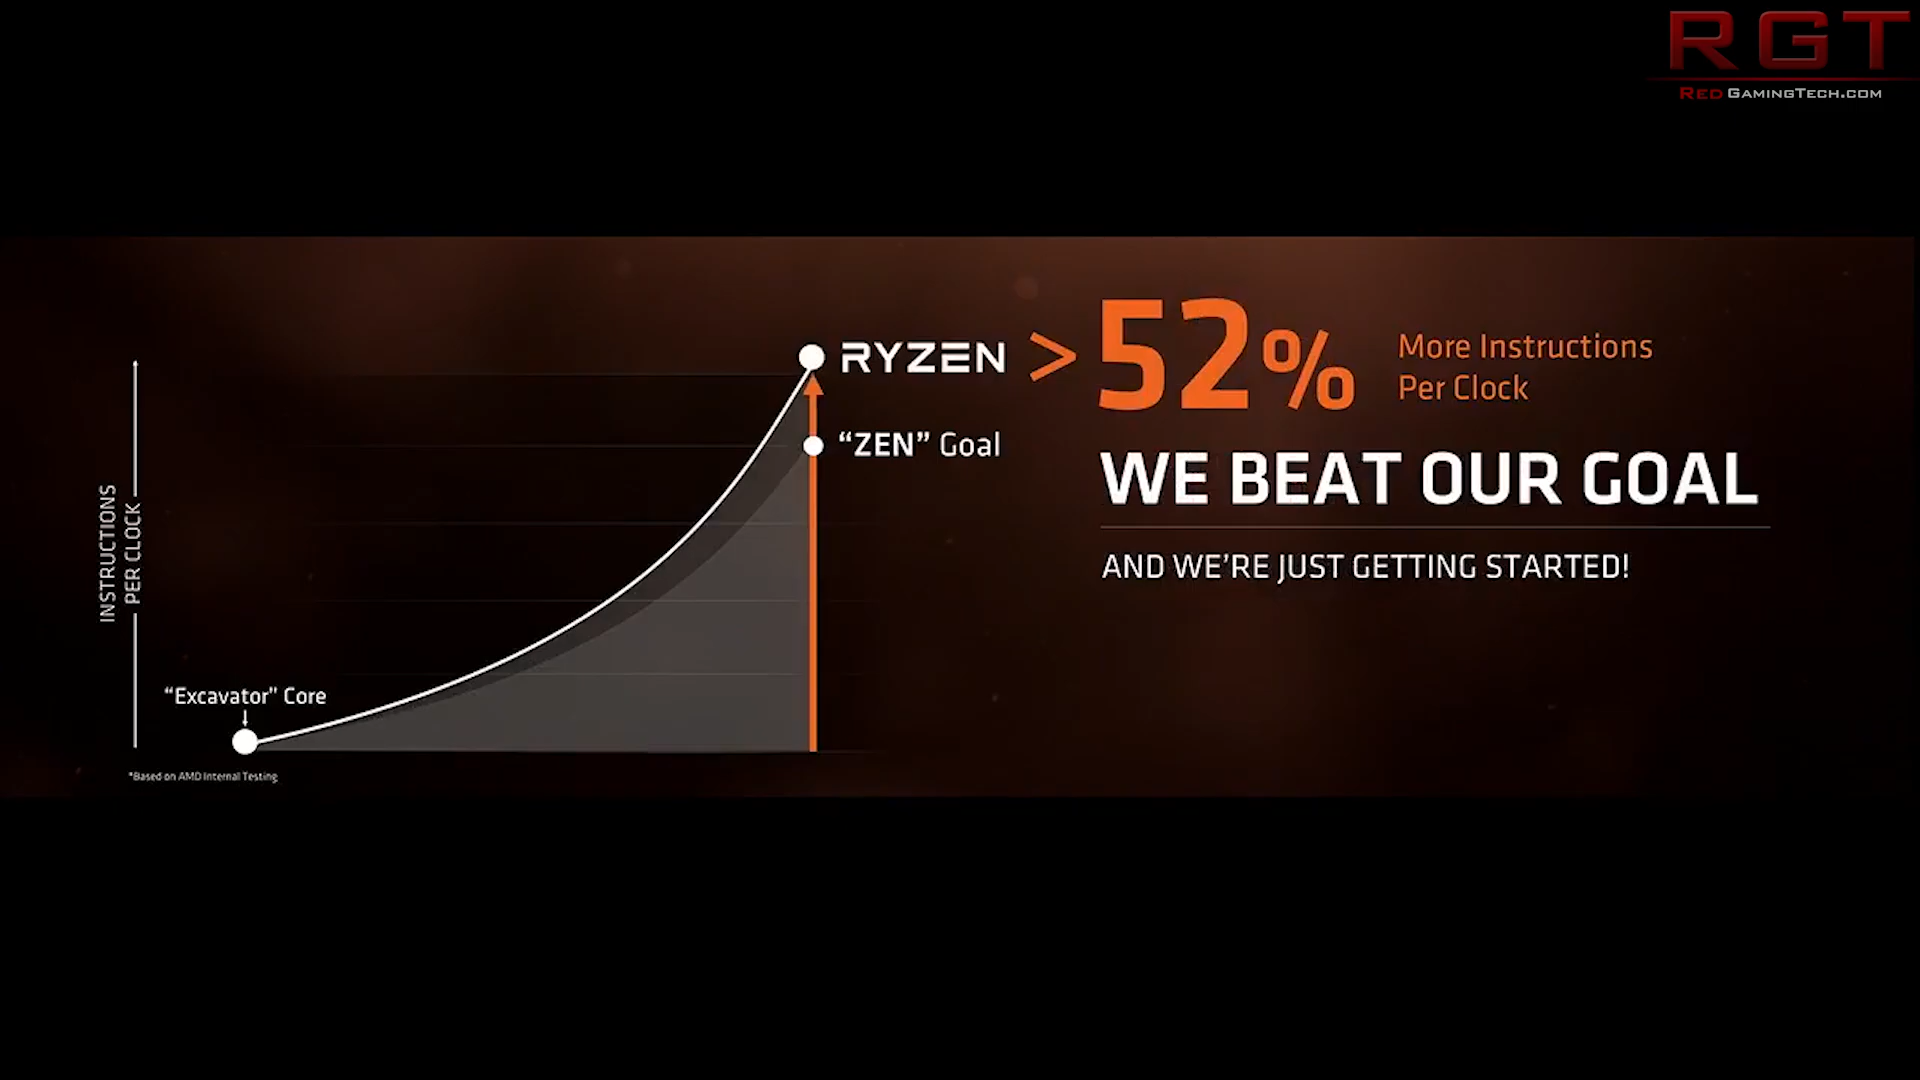 RGT
RED GAMINGTECH.COM
RYZEN > 52% More Instructions
Per Clock
"ZEN" Goal
WE BEAT OUR GOAL
AND WE'RE JUST GETTING STARTED!
INSTRUCTIONS
PER CLOCK
"Excavator" Core
*Based on AMD Internal Testing